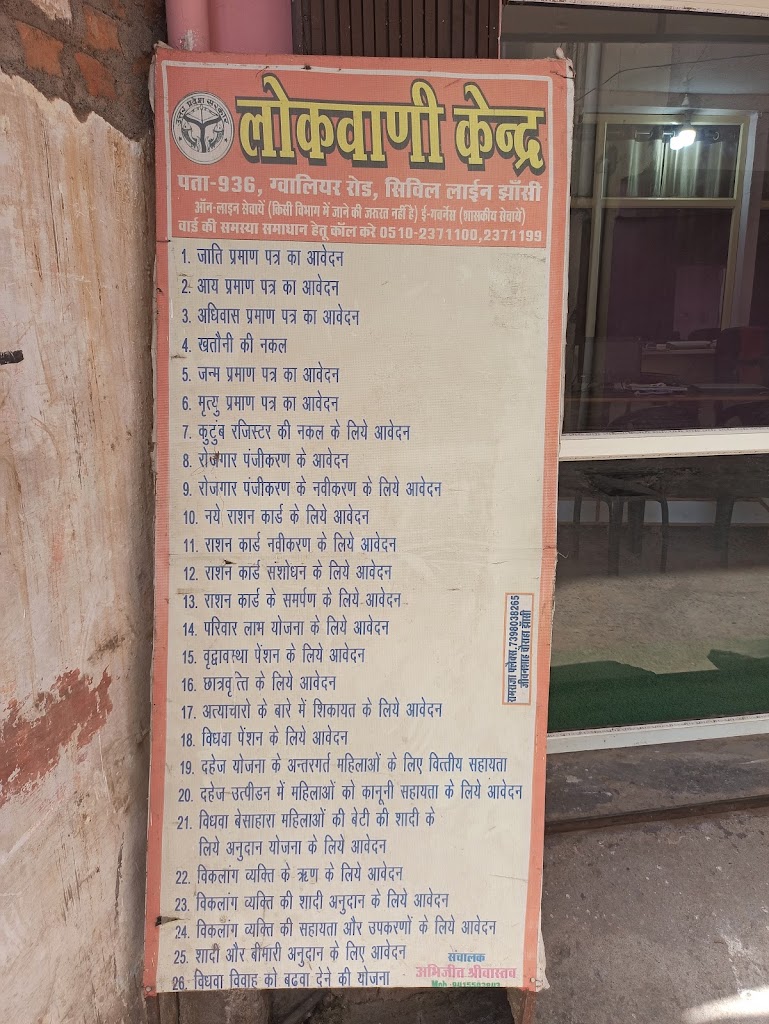 उत्तर प्रदेश सरकार
लोकवाणी केन्द्र
पता-936, ग्वालियर रोड, सिविल लाईन झाँसी
ऑन-लाइन सेवायें (किसी विभाग में जाने की जरुरत नहीं है) ई-गवर्नेस (शासकीय सेवायें)
वार्ड की समस्या समाधान हेतू कॉल करे 0510-2371100,2371199
1. जाति प्रमाण पत्र का आवेदन
2. आय प्रमाण पत्र का आवेदन
3. अधिवास प्रमाण पत्र का आवेदन
4. खतौनी की नकल
5. जन्म प्रमाण पत्र का आवेदन
6. मृत्यु प्रमाण पत्र का आवेदन
7. कुटुंब रजिस्टर की नकल के लिये आवेदन
8. रोजगार पंजीकरण के आवेदन
9. रोजगार पंजीकरण के नवीकरण के लिये आवेदन
10. नये राशन कार्ड के लिये आवेदन
11. राशन कार्ड नवीकरण के लिये आवेदन
12. राशन कार्ड संशोधन के लिये आवेदन
13. राशन कार्ड के समर्पण के लिये आवेदन
14. परिवार लाभ योजना के लिये आवेदन
15. वृद्वावस्था पेंशन के लिये आवेदन
16. छात्रवृत्ति के लिये आवेदन
17. अत्याचारो के बारे में शिकायत के लिये आवेदन
18. विधवा पेंशन के लिये आवेदन
19. दहेज योजना के अन्तरगर्त महिलाओं के लिए वित्तीय सहायता
20. दहेज-उत्पीडन में महिलाओं को कानूनी सहायता के लिये आवेदन
21. विधवा बेसाहारा महिलाओं की बेटी की शादी के
लिये अनुदान योजना के लिये आवेदन
22. विकलांग व्यक्ति के ऋण के लिये आवेदन
23. विकलांग व्यक्ति की शादी अनुदान के लिये आवेदन
24. विकलांग व्यक्ति की सहायता और उपकरणों के लिये आवेदन
25. शादी और बीमारी अनुदान के लिए आवेदन
26. विधवा विवाह को बढवा देने की योजना
संचालक
अभिजीत श्रीवास्तव
रामराजा फ्लैक्स.7398038265
जीवनशाह चौराहा झाँसी